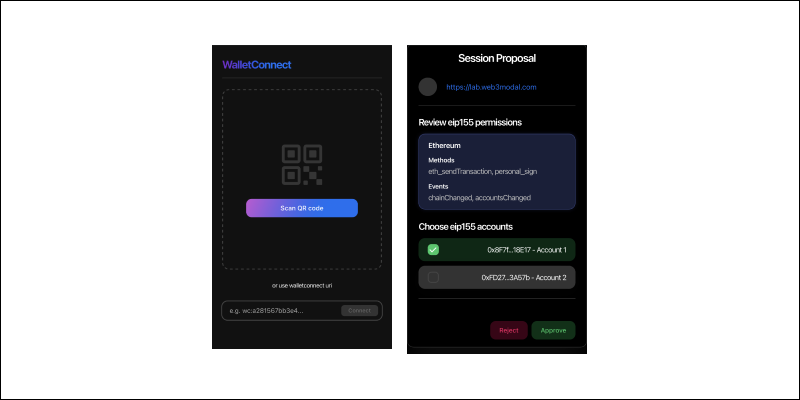 WalletConnect
Scan QR code
or use walletconnect uri
e.g. wc:a281567bb3e4...
Connect
Session Proposal
https://lab.web3modal.com
Review eip155 permissions
Ethereum
Methods
eth_sendTransaction, personal_sign
Events
chainChanged, accountsChanged
Choose eip155 accounts
0x8F7f...18E17 - Account 1
0xFD27...3A57b - Account 2
Reject
Approve